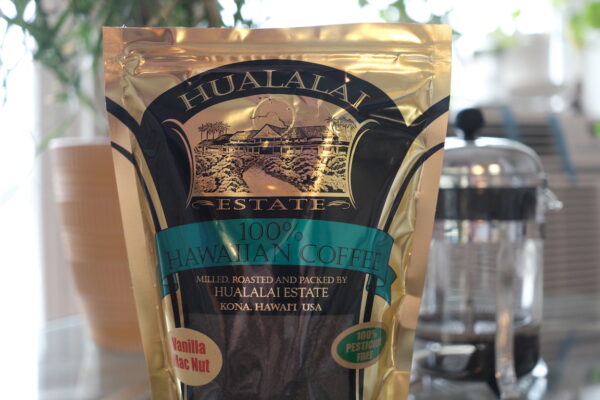 HUALALAI
ESTATE
100%
HAWAIIAN COFFEE
MILLED, ROASTED AND PACKED BY
HUALALAI ESTATE
KONA, HAWAI'I USA
Vanilla
Mac Nut
100%
PESTICIDE
FREE